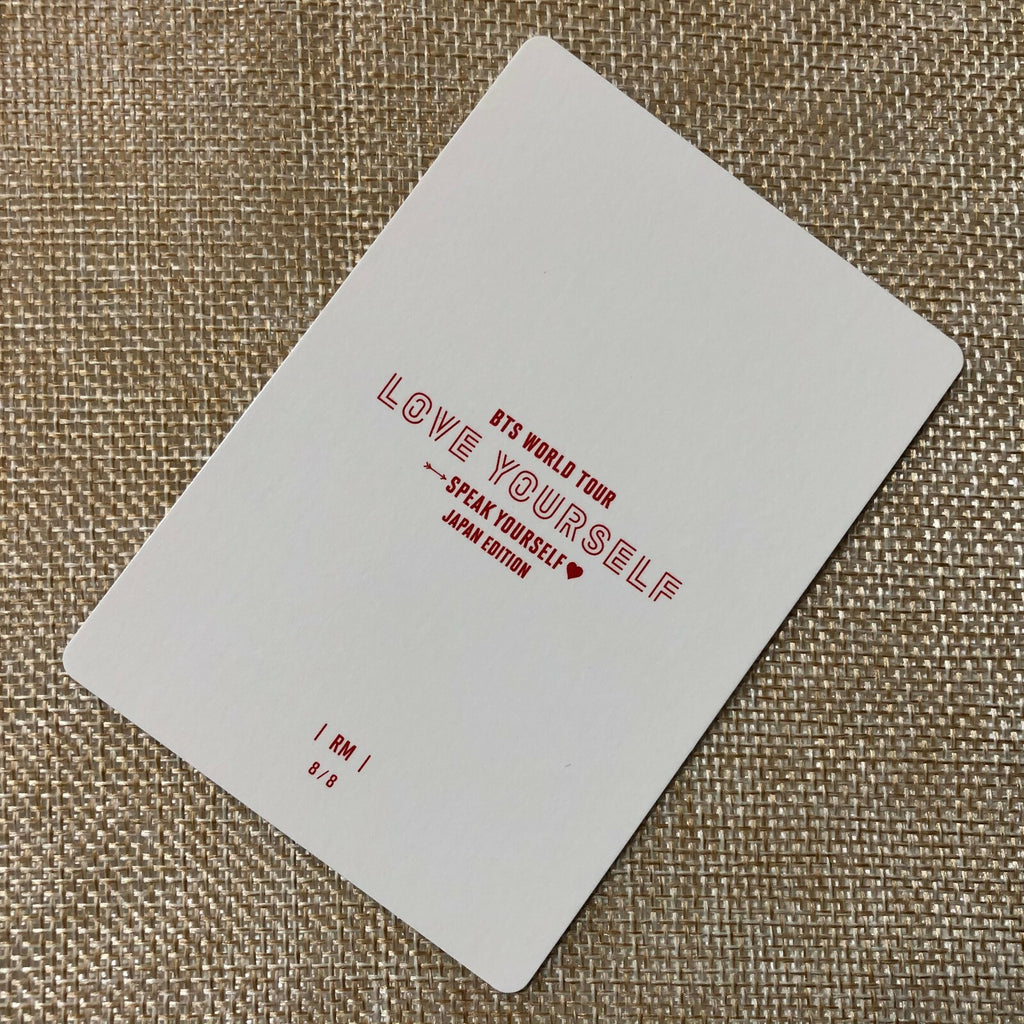 BTS WORLD TOUR
LOVE YOURSELF
SPEAK YOURSELF
JAPAN EDITION
| RM |
8/8